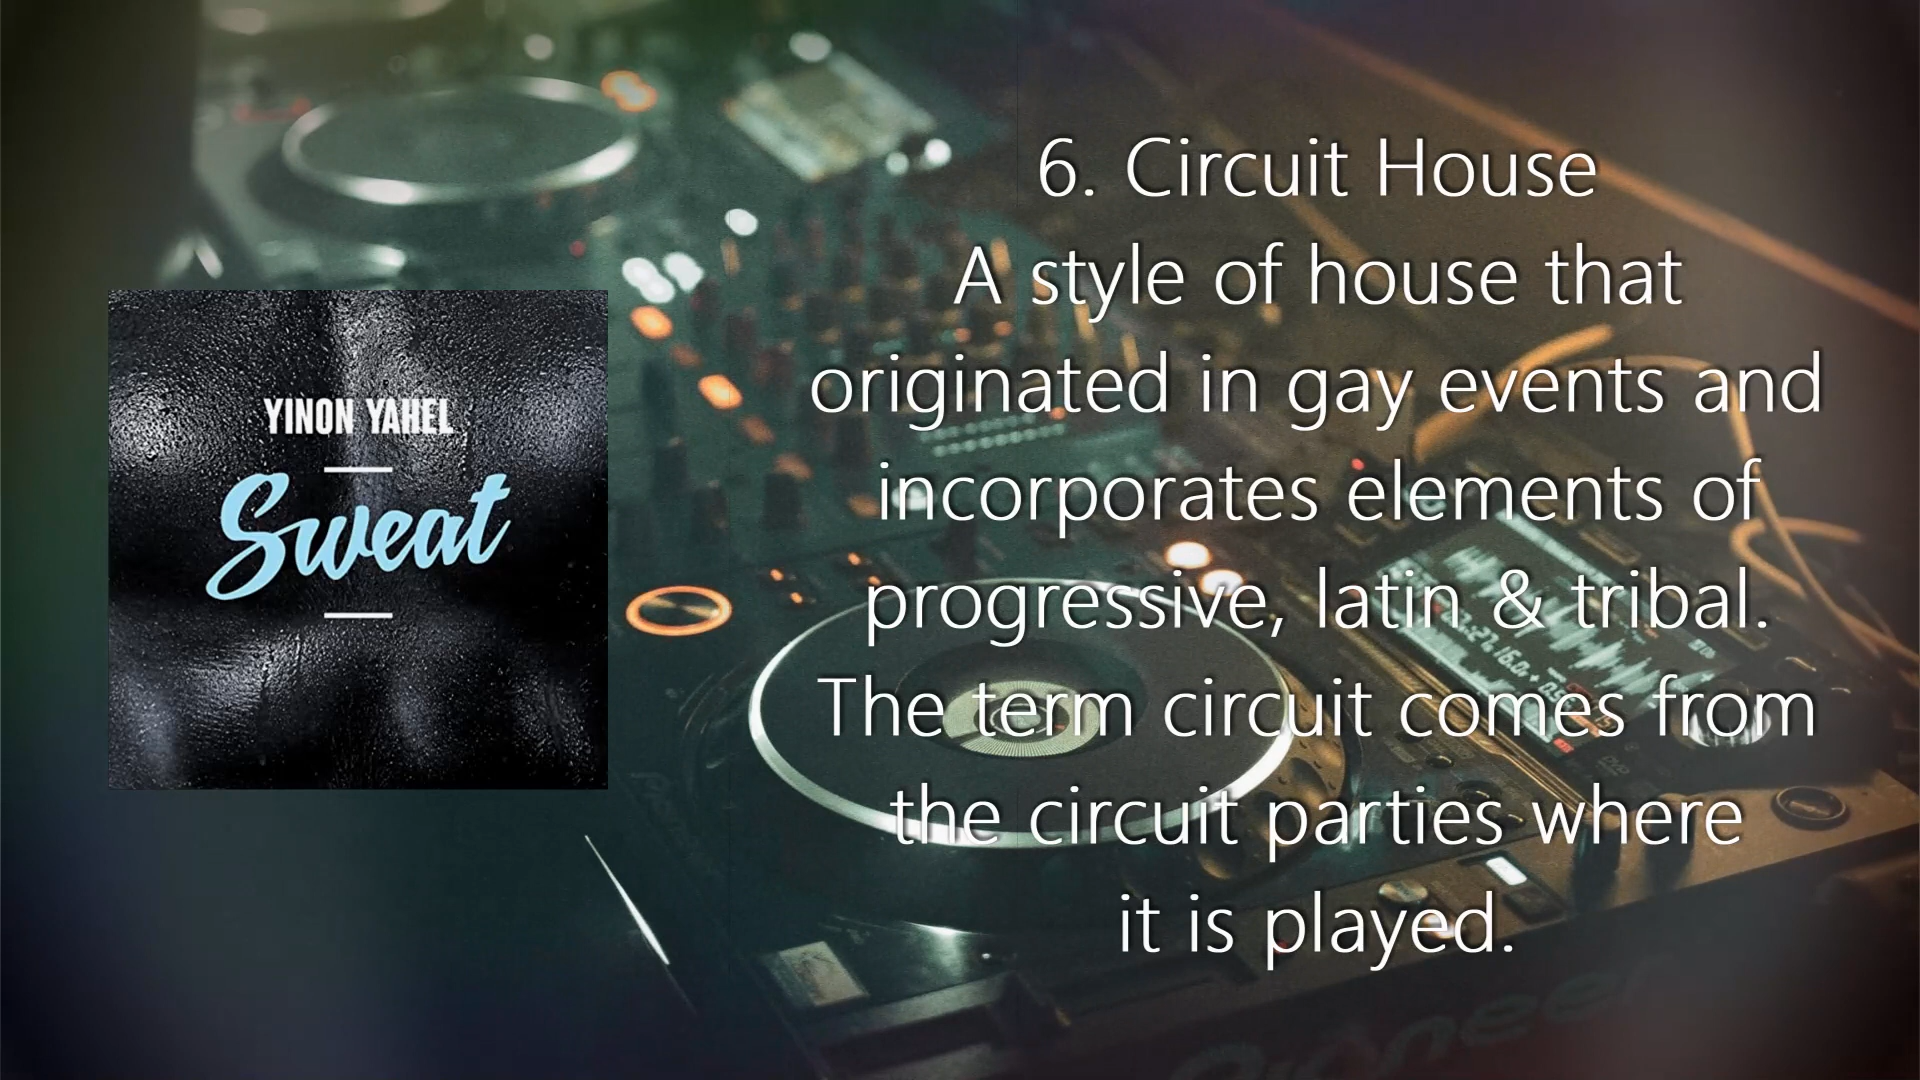 6. Circuit House
A style of house that
originated in gay events and
incorporates elements of
progressive, latin & tribal.
The term circuit comes from
the circuit parties where
it is played.
YINON YAHEL
Sweat
Pioneer